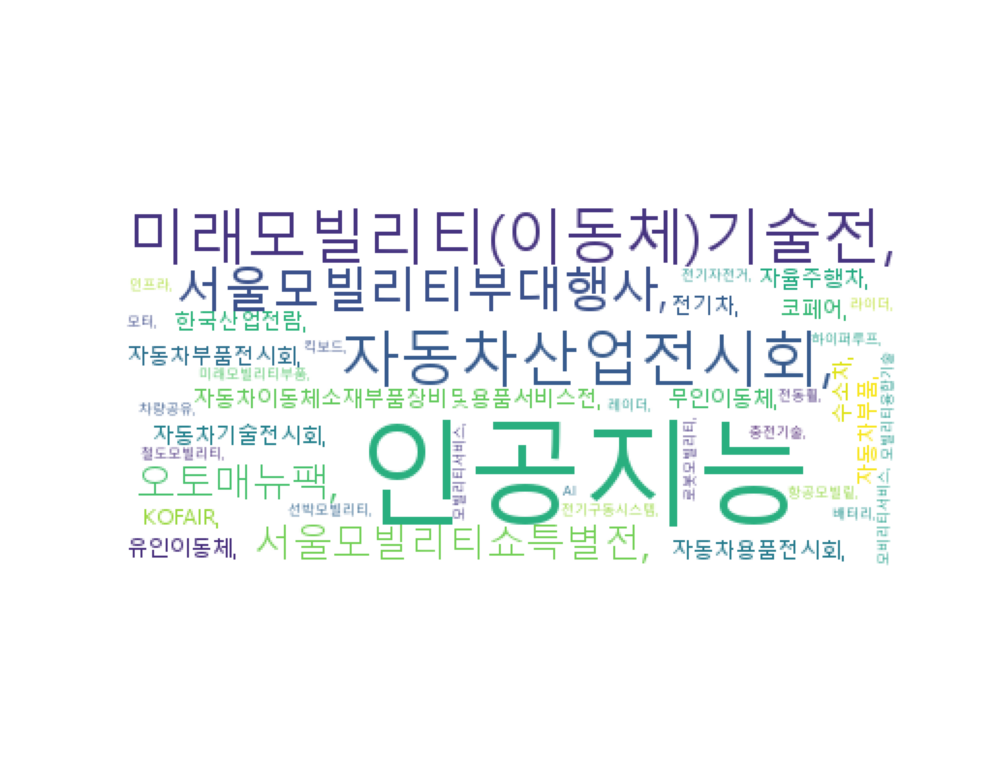 미래모빌리티(이동체)기술전,
인프라,
서울모빌리티부대행사,
전기자전거,
자율주행차,
전기차,
코페어,
라이더,
모터,
한국산업전람,
자동차부품전시회,
킥보드,
자동차산업전시회,
하이퍼루프,
미래모빌리티부품,
자동차이동체소재부품장비및용품서비스전,
레이더,
무인이동체,
전동휠,
수소차,
자동차부품,
모빌리티융합기술
차량공유,
자동차기술전시회,
모빌리티서비스,
인공지능
로봇모빌리티,
충전기술,
철도모빌리티,
오토매뉴팩,
AI
항공모빌맅,
KOFAIR,
선박모빌리티,
전기구동시스템,
배터리,
모비리티서비스,
유인이동체,
서울모빌리티쇼특별전,
자동차용품전시회,